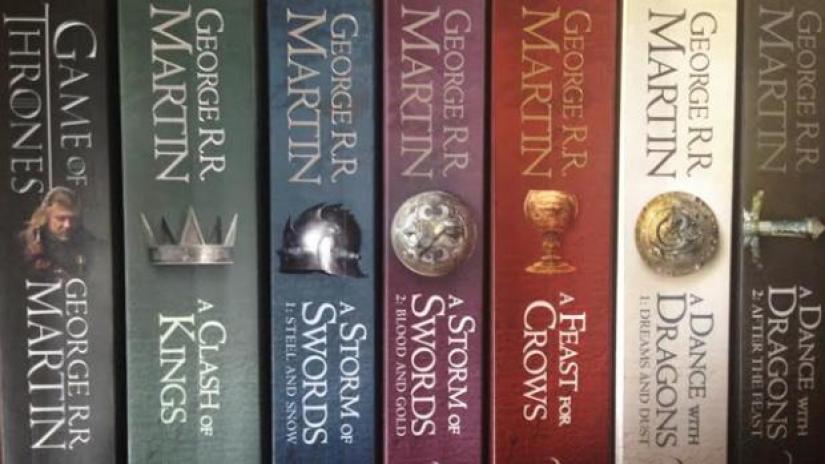 GAME OF
THRONES
GEORGE R.R.
MARTIN
GEORGE R.R.
MARTIN
A CLASH OF
KINGS
GEORGE R.R.
MARTIN
A STORM OF
SWORDS
1: STEEL AND SNOW
GEORGE R.R.
MARTIN
A STORM OF
SWORDS
2: BLOOD AND GOLD
GEORGE R.R.
MARTIN
A FEAST FOR
CROWS
GEORGE R.R.
MARTIN
A DANCE WITH
DRAGONS
1: DREAMS AND DUST
GEORGE R.R.
MARTIN
A DANCE WITH
DRAGONS
2: AFTER THE FEAST